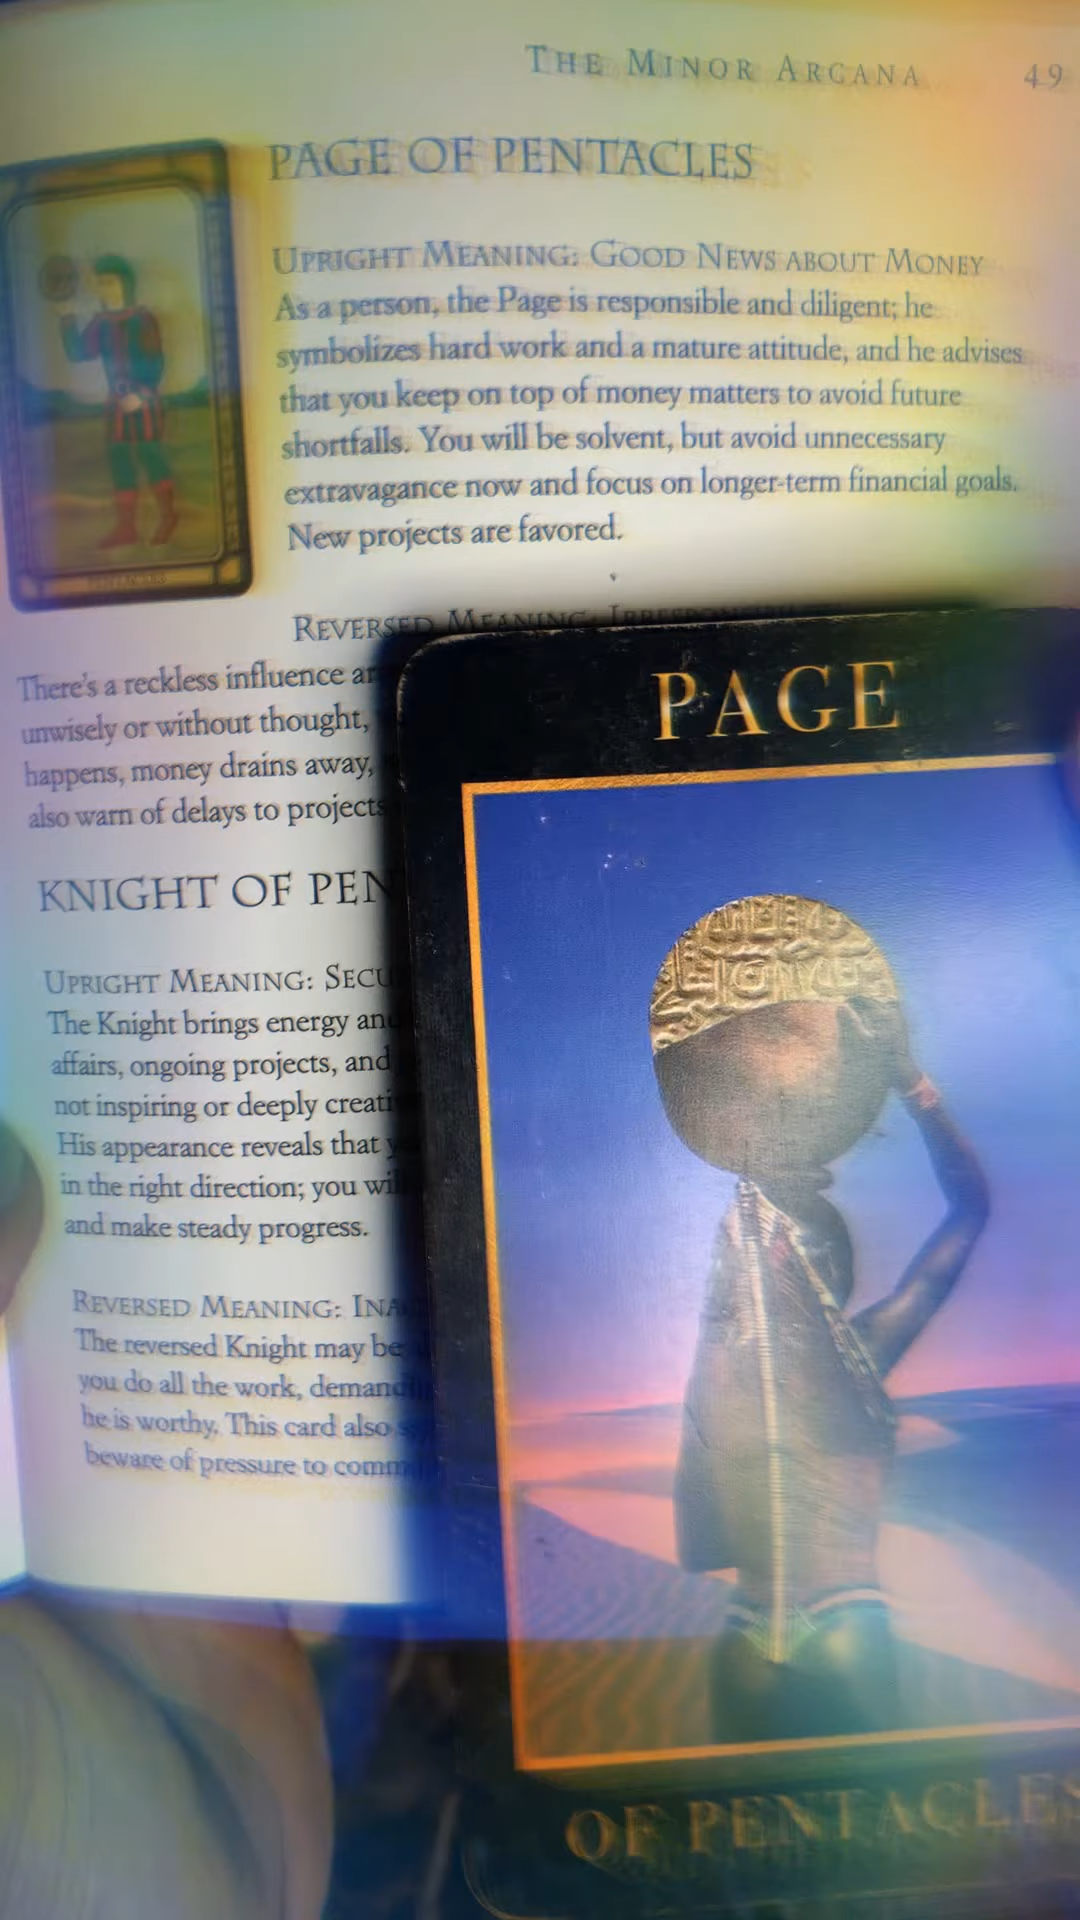 THE MINOR ARCANA 49
PAGE OF PENTACLES
UPRIGHT MEANING: GOOD NEWS ABOUT MONEY
As a person, the Page is responsible and diligent; he
symbolizes hard work and a mature attitude, and he advises
that you keep on top of money matters to avoid future
shortfalls. You will be solvent, but avoid unnecessary
extravagance now and focus on longer-term financial goals.
New projects are favored.
PENTACLES
REVERSED MEANING:
There's a reckless influence
unwisely or without thought,
happens, money drains away,
also warn of delays to projects
KNIGHT OF PEN
UPRIGHT MEANING: SECU
The Knight brings energy and
affairs, ongoing projects, and
not inspiring or deeply creati
His appearance reveals that
in the right direction; you wil
and make steady progress.
REVERSED MEANING: INA
The reversed Knight may be
you do all the work, demand
he is worthy. This card also
beware of pressure to comm
PAGE
OF PENTACLES